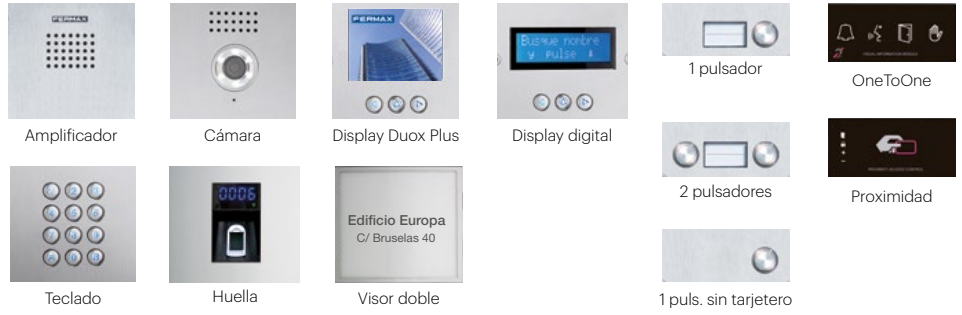 FERMAX
Amplificador
Cámara
FERMAX
Display Duox Plus
Busque nombre
y pulse
Display digital
1 pulsador
OneToOne
2 pulsadores
Proximidad
Teclado
0006
Huella
Edificio Europa
C/ Bruselas 40
Visor doble
1 puls. sin tarjetero